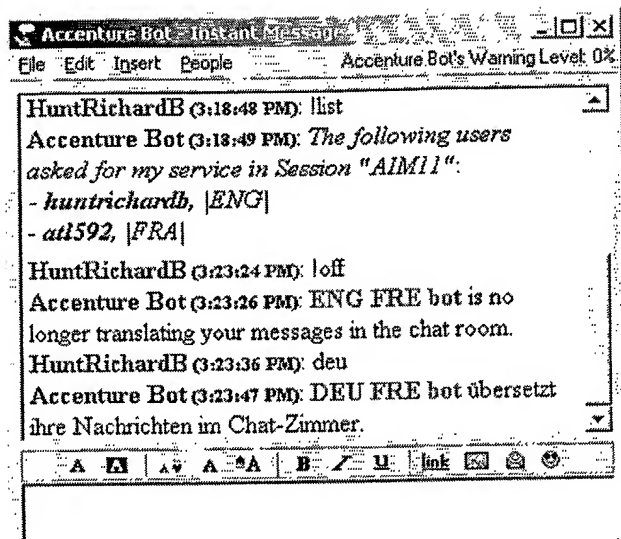 Accenture Bot - Instant Message
File Edit Insert People Accenture Bot's Warning Level: 0%
HuntRichardB (3:18:48 PM): !list
Accenture Bot (3:18:49 PM): The following users
asked for my service in Session "AIM11":
- huntrichardb, |ENG|
- atl592, |FRA|
HuntRichardB (3:23:24 PM): !off
Accenture Bot (3:23:26 PM): ENG FRE bot is no
longer translating your messages in the chat room.
HuntRichardB (3:23:36 PM): deu
Accenture Bot (3:23:47 PM): DEU FRE bot übersetzt
ihre Nachrichten im Chat-Zimmer.
A A A A A B I U link